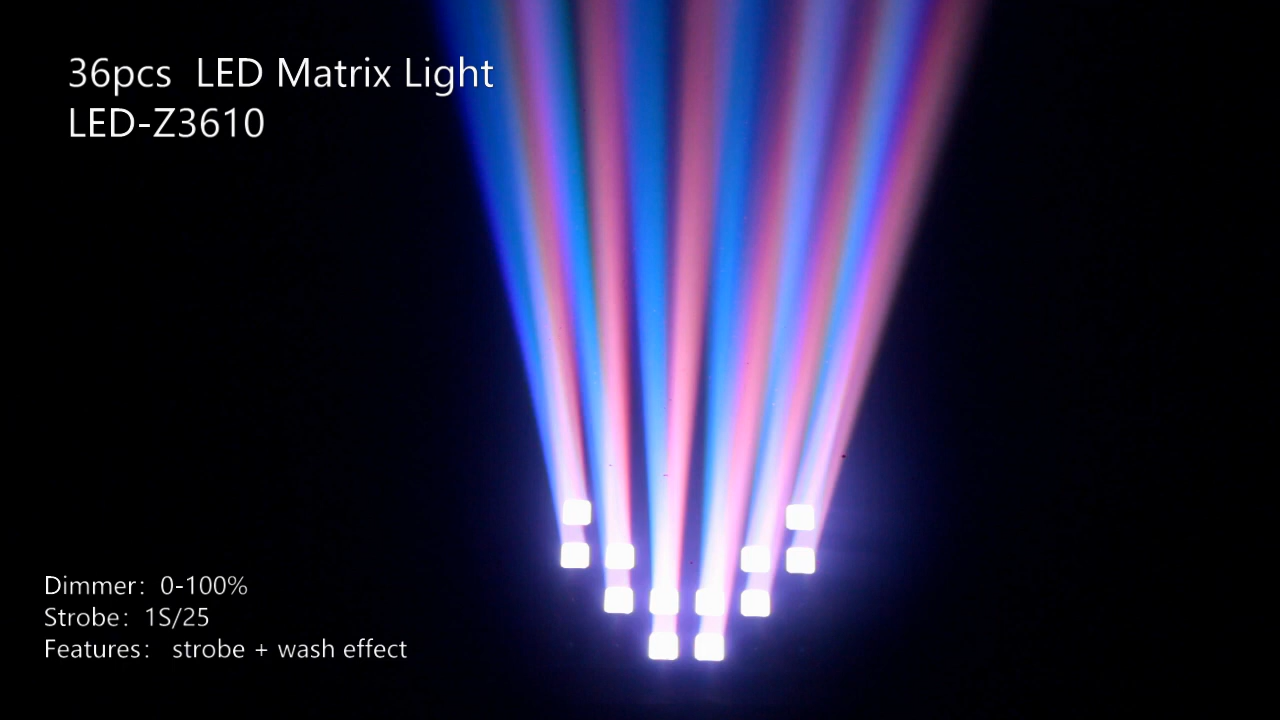 36pcs  LED Matrix Light
LED-Z3610
Dimmer:  0-100%
Strobe:  1S/25
Features:   strobe + wash effect